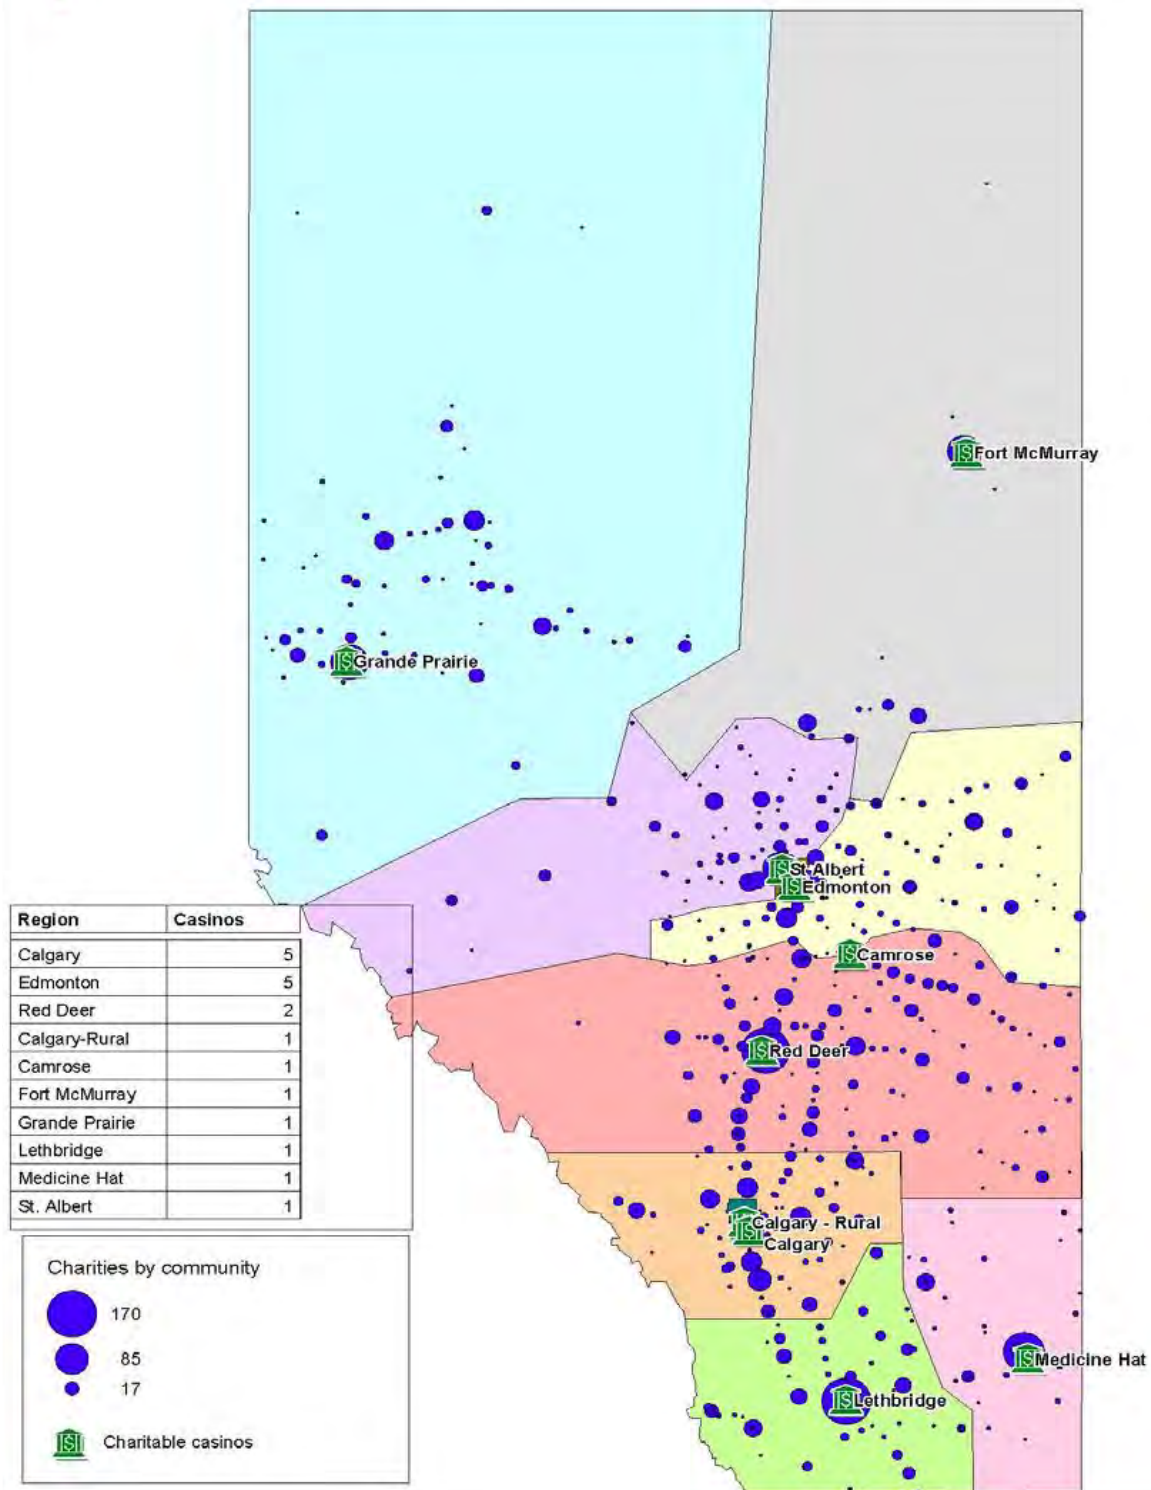 Fort McMurray
Grande Prairie
St Albert
Edmonton
Camrose
Red Deer
Calgary - Rural
Calgary
Medicine Hat
Lethbridge
Region Casinos
Calgary 5
Edmonton 5
Red Deer 2
Calgary-Rural 1
Camrose 1
Fort McMurray 1
Grande Prairie 1
Lethbridge 1
Medicine Hat 1
St. Albert 1
Charities by community
170
85
17
Charitable casinos